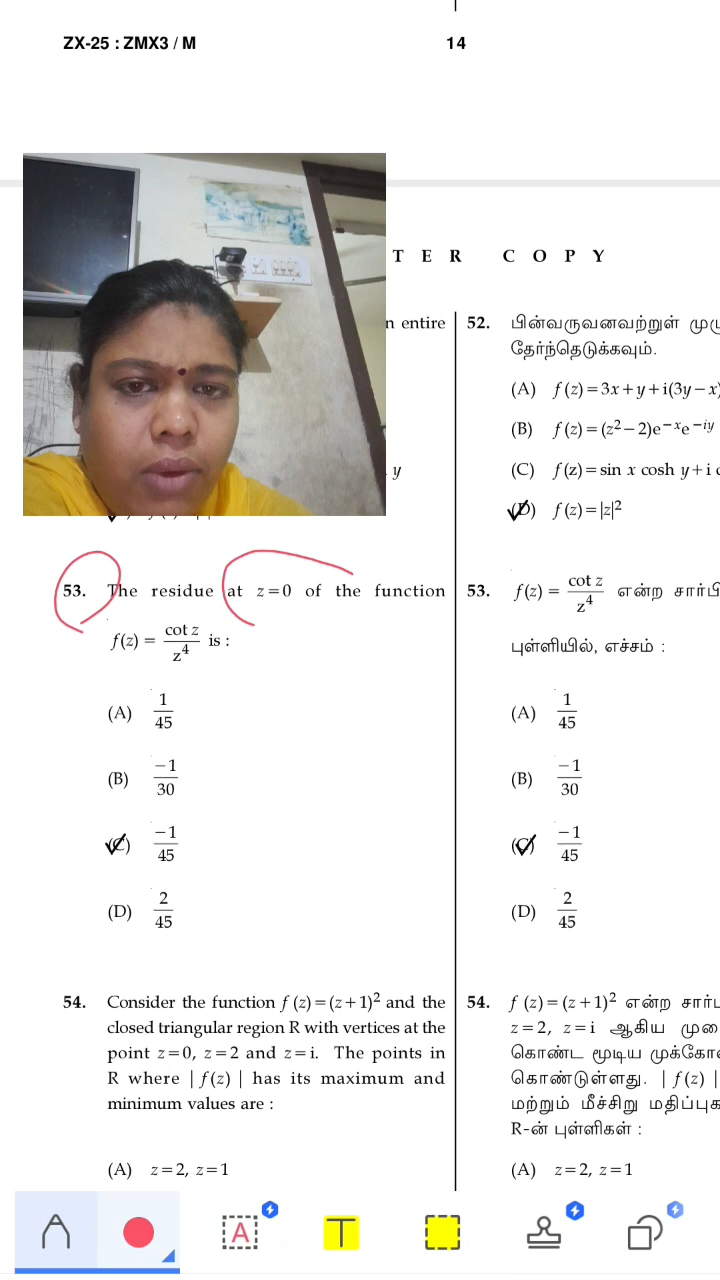 ZX-25 : ZMX3 / M 14
T E R C O P Y
n entire
y
52. பின்வருவனவற்றுள்
தேர்ந்தெடுக்கவும்.
(A) f(z) = 3x + y + i(3y − x)
(B) f(z) = (z² − 2)e⁻ˣe⁻ⁱʸ
(C) f(z) = sin x cosh y + i
(D) f(z) = |z|²
53. The residue at z = 0 of the function
f(z) = cot z / z⁴ is :
(A) 1/45
(B) −1/30
(C) −1/45
(D) 2/45
53. f(z) = cot z / z⁴ என்ற
புள்ளியில், எச்சம் :
(A) 1/45
(B) −1/30
(C) −1/45
(D) 2/45
54. Consider the function f (z) = (z + 1)² and the
closed triangular region R with vertices at the
point z = 0, z = 2 and z = i. The points in
R where | f(z) | has its maximum and
minimum values are :
(A) z = 2, z = 1
54. f (z) = (z + 1)² என்ற
z = 2, z = i ஆகிய
கொண்ட மூடிய
கொண்டுள்ளது. | f(z) |
மற்றும் மீச்சிறு
R-ன் புள்ளிகள் :
(A) z = 2, z = 1
A T